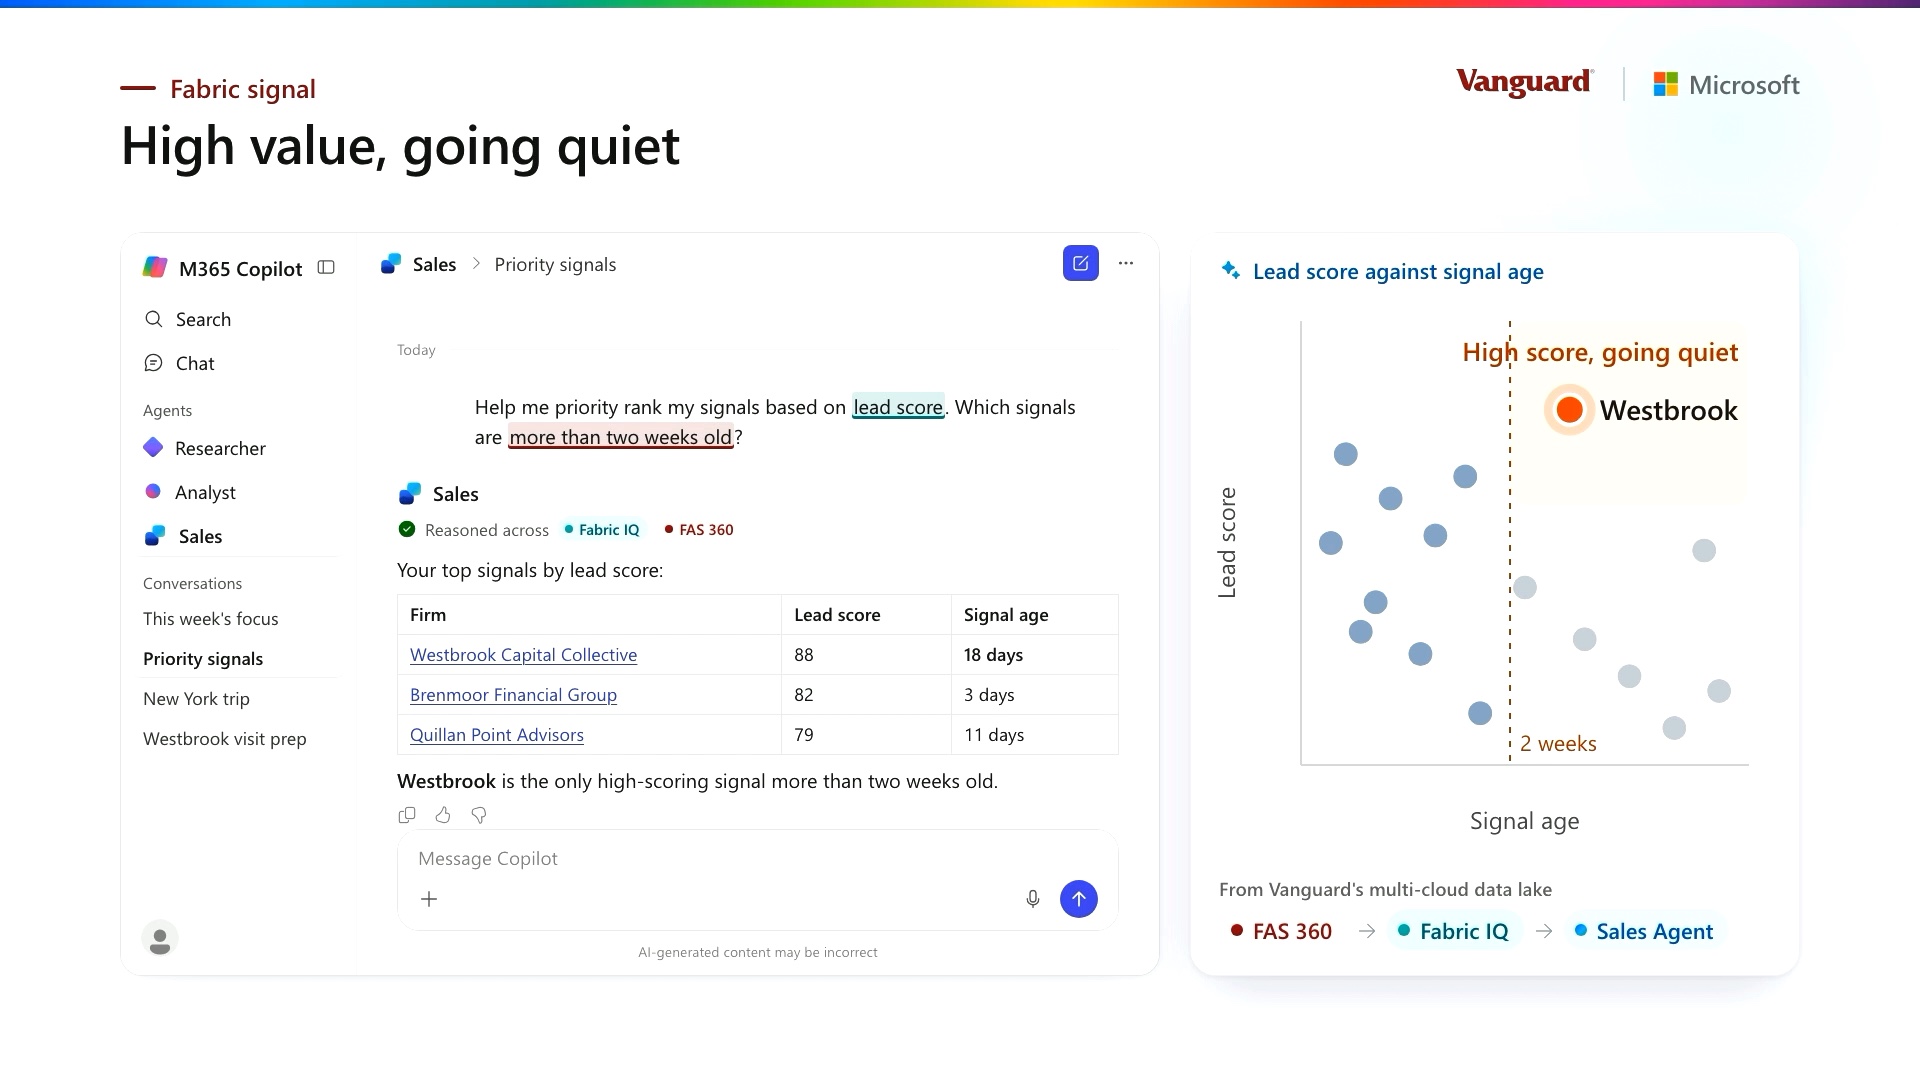 Fabric signal
High value, going quiet
Vanguard
Microsoft
M365 Copilot
Search
Chat
Agents
Researcher
Analyst
Sales
Conversations
This week's focus
Priority signals
New York trip
Westbrook visit prep
Sales
Priority signals
Today
Help me priority rank my signals based on lead score. Which signals
are more than two weeks old?
Sales
Reasoned across Fabric IQ FAS 360
Your top signals by lead score:
Firm Lead score Signal age
Westbrook Capital Collective 88 18 days
Brenmoor Financial Group 82 3 days
Quillan Point Advisors 79 11 days
Westbrook is the only high-scoring signal more than two weeks old.
Message Copilot
AI-generated content may be incorrect
Lead score against signal age
High score, going quiet
Westbrook
Lead score
2 weeks
Signal age
From Vanguard's multi-cloud data lake
FAS 360 → Fabric IQ → Sales Agent